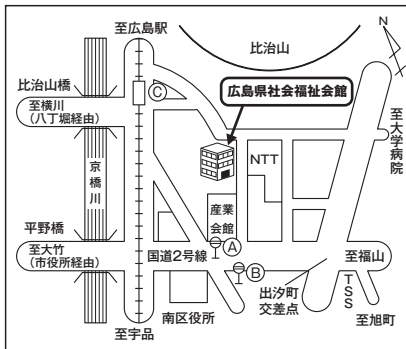 至広島駅
比治山
N
比治山橋
Ⓒ
広島県社会福祉会館
至横川
(八丁堀経由)
至大学病院
京橋川
NTT
産業
会館
平野橋
Ⓐ
至大竹
(市役所経由)
国道2号線
至福山
Ⓑ
出汐町
交差点
TSS
南区役所
至宇品
至旭町